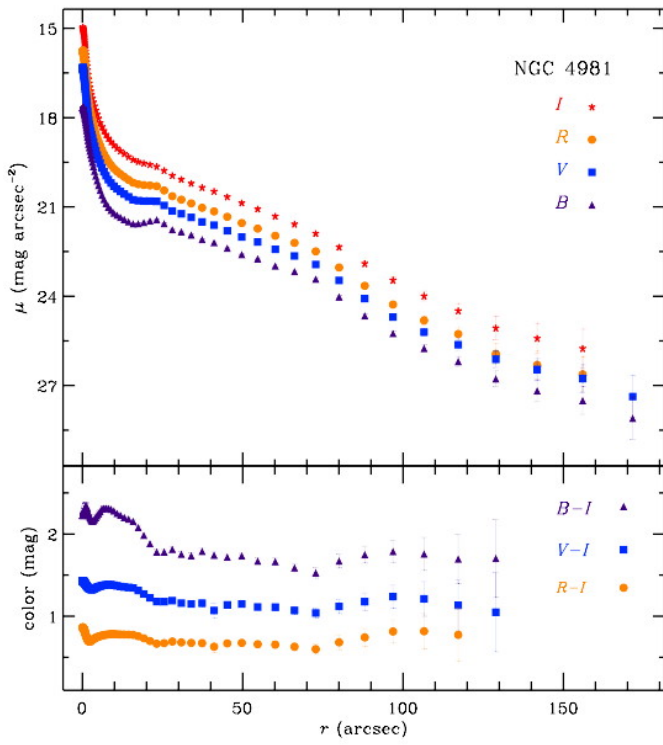 15
18
21
24
27
μ (mag arcsec⁻²)
NGC 4981
I
R
V
B
2
1
color (mag)
B-I
V-I
R-I
0
50
100
150
r (arcsec)